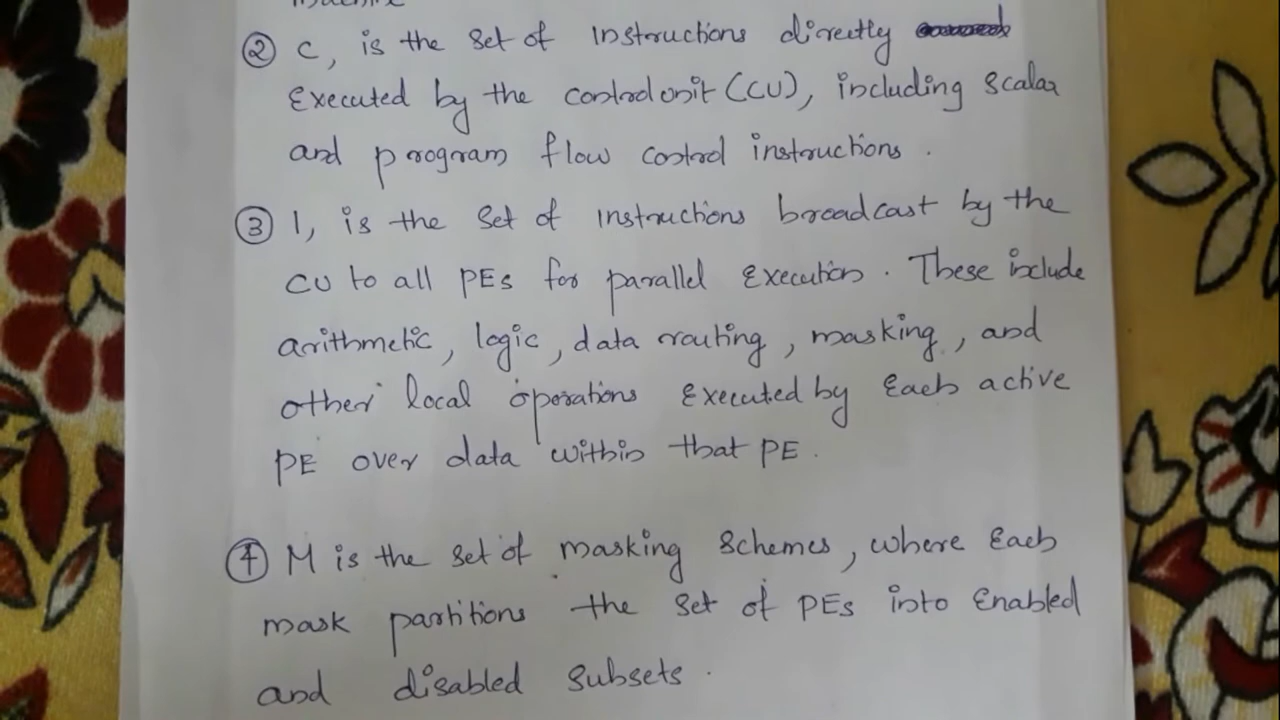 ② C, is the set of instructions directly
Executed by the control unit (CU), including scalar
and program flow control instructions.
③ I, is the set of instructions broadcast by the
CU to all PEs for parallel execution. These include
arithmetic, logic, data routing, masking, and
other local operations executed by each active
PE over data within that PE.
④ M is the set of masking schemes, where each
mask partitions the set of PEs into enabled
and disabled subsets.